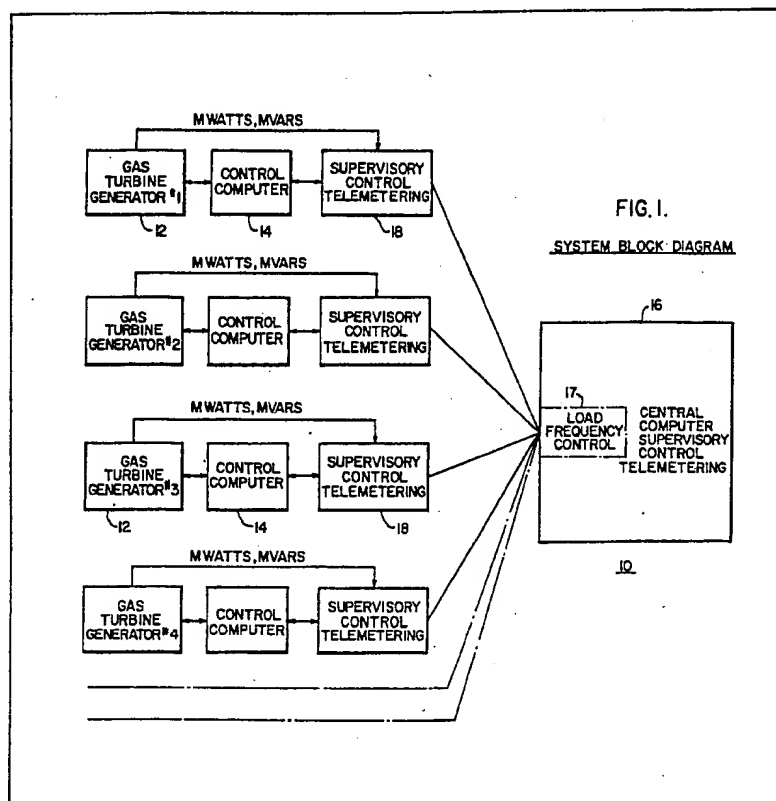 MWATTS, MVARS
GAS
TURBINE
GENERATOR #1
CONTROL
COMPUTER
SUPERVISORY
CONTROL
TELEMETERING
12
14
18
FIG. 1.
SYSTEM BLOCK DIAGRAM
MWATTS, MVARS
GAS
TURBINE
GENERATOR #2
CONTROL
COMPUTER
SUPERVISORY
CONTROL
TELEMETERING
16
17
LOAD
FREQUENCY
CONTROL
CENTRAL
COMPUTER
SUPERVISORY
CONTROL
TELEMETERING
10
MWATTS, MVARS
GAS
TURBINE
GENERATOR #3
CONTROL
COMPUTER
SUPERVISORY
CONTROL
TELEMETERING
12
14
18
MWATTS, MVARS
GAS
TURBINE
GENERATOR #4
CONTROL
COMPUTER
SUPERVISORY
CONTROL
TELEMETERING